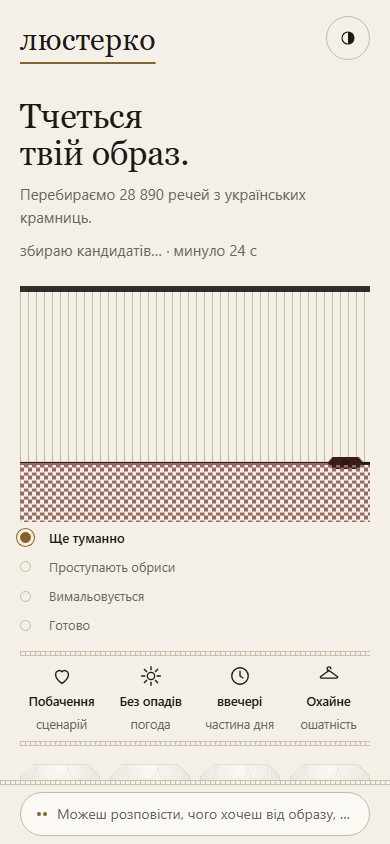 люстерко
Тчеться
твій образ.
Перебираємо 28 890 речей з українських
крамниць.
збираю кандидатів... · минуло 24 с
Ще туманно
Проступають обриси
Вимальовується
Готово
Побачення
сценарій
Без опадів
погода
ввечері
частина дня
Охайне
ошатність
Можеш розповісти, чого хочеш від образу, ...